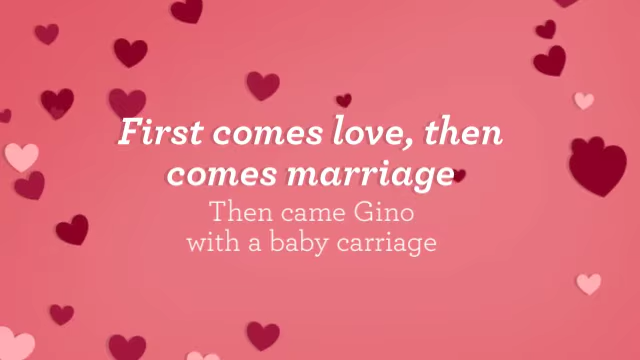 First comes love, then
comes marriage
Then came Gino
with a baby carriage